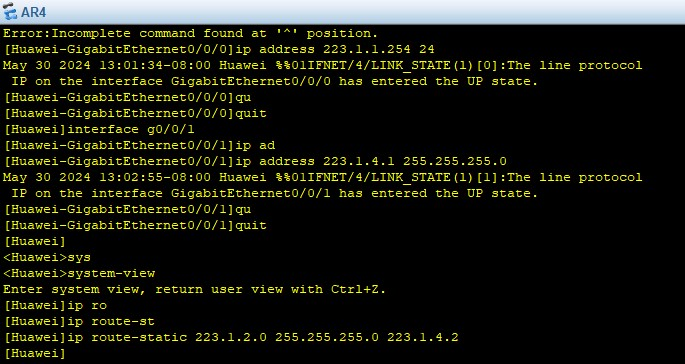 AR4
Error:Incomplete command found at '^' position.
[Huawei-GigabitEthernet0/0/0]ip address 223.1.1.254 24
May 30 2024 13:01:34-08:00 Huawei %%01IFNET/4/LINK_STATE(l)[0]:The line protocol
 IP on the interface GigabitEthernet0/0/0 has entered the UP state.
[Huawei-GigabitEthernet0/0/0]qu
[Huawei-GigabitEthernet0/0/0]quit
[Huawei]interface g0/0/1
[Huawei-GigabitEthernet0/0/1]ip ad
[Huawei-GigabitEthernet0/0/1]ip address 223.1.4.1 255.255.255.0
May 30 2024 13:02:55-08:00 Huawei %%01IFNET/4/LINK_STATE(l)[1]:The line protocol
 IP on the interface GigabitEthernet0/0/1 has entered the UP state.
[Huawei-GigabitEthernet0/0/1]qu
[Huawei-GigabitEthernet0/0/1]quit
[Huawei]
<Huawei>sys
<Huawei>system-view
Enter system view, return user view with Ctrl+Z.
[Huawei]ip ro
[Huawei]ip route-st
[Huawei]ip route-static 223.1.2.0 255.255.255.0 223.1.4.2
[Huawei]